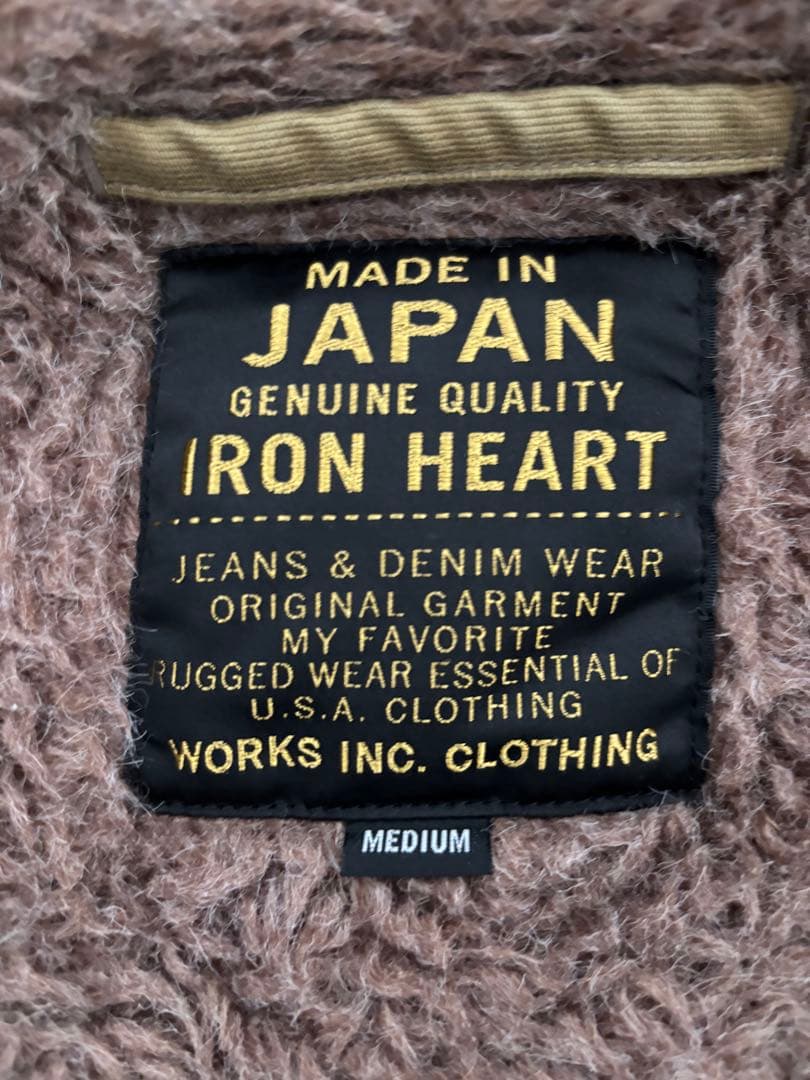 MADE IN
JAPAN
GENUINE QUALITY
IRON HEART
JEANS & DENIM WEAR
ORIGINAL GARMENT
MY FAVORITE
RUGGED WEAR ESSENTIAL OF
U.S.A. CLOTHING
WORKS INC. CLOTHING
MEDIUM